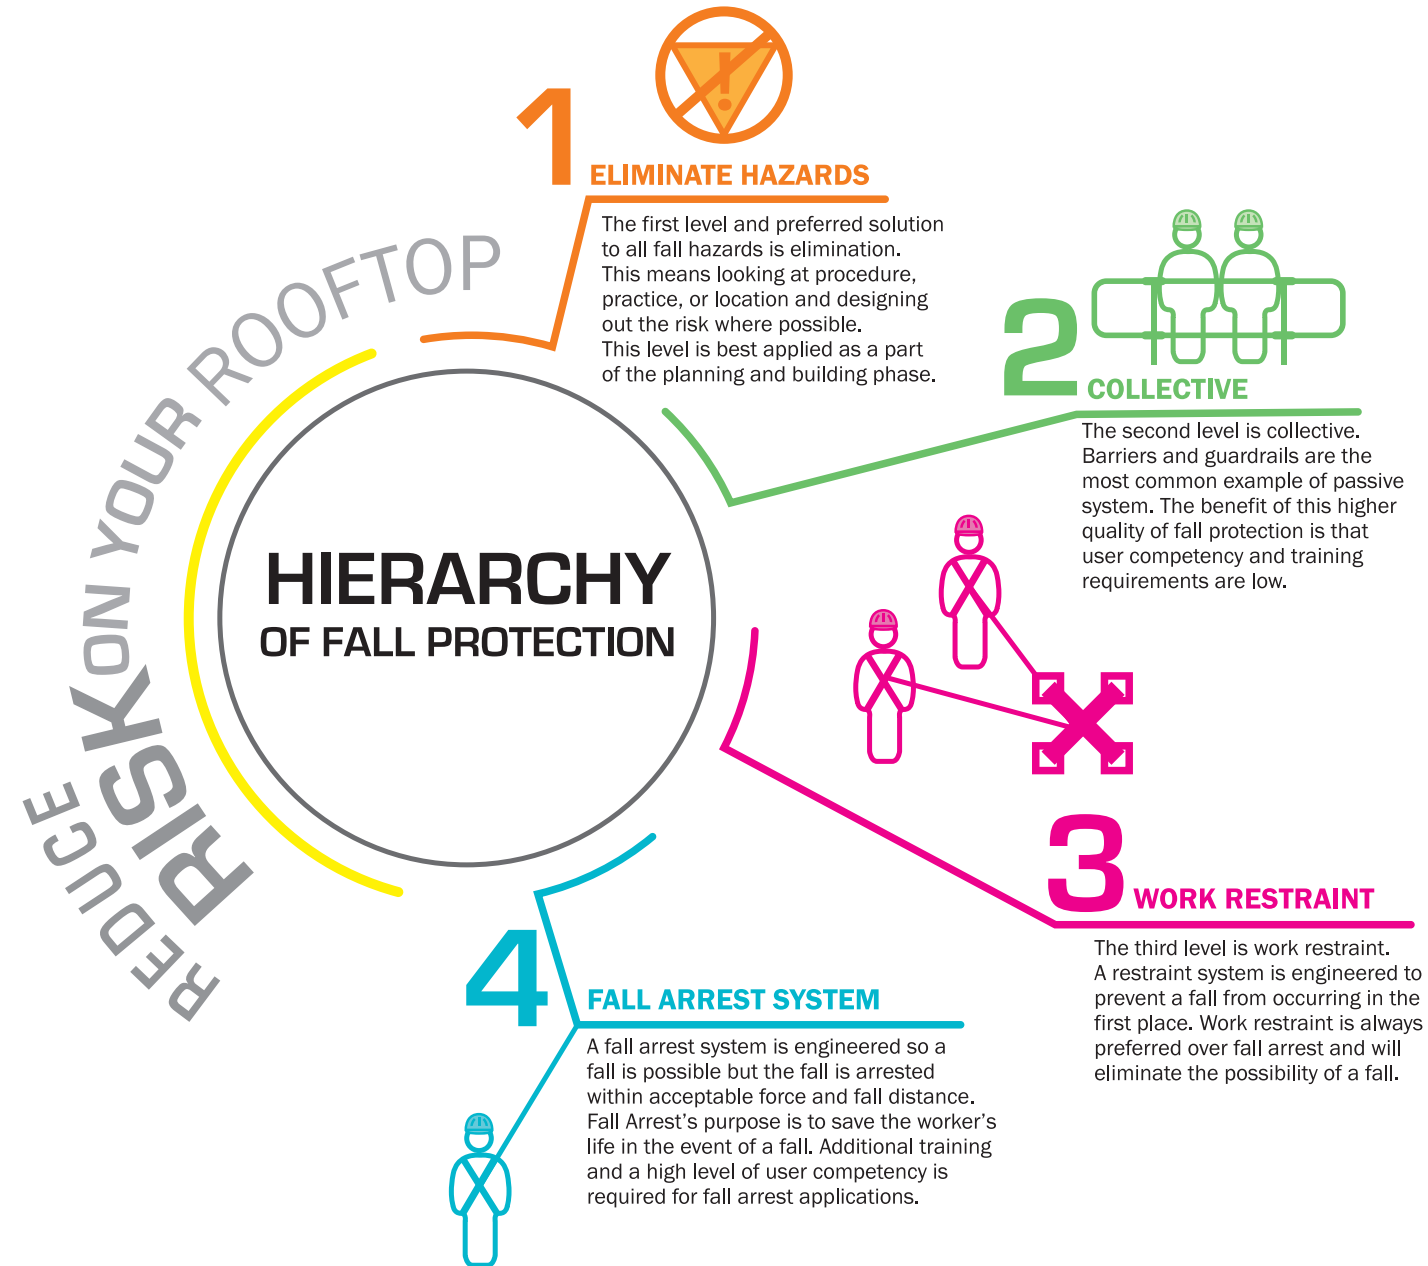 REDUCE
RISK ON YOUR ROOFTOP
HIERARCHY
OF FALL PROTECTION
1
ELIMINATE HAZARDS
The first level and preferred solution
to all fall hazards is elimination.
This means looking at procedure,
practice, or location and designing
out the risk where possible.
This level is best applied as a part
of the planning and building phase.
2
COLLECTIVE
The second level is collective.
Barriers and guardrails are the
most common example of passive
system. The benefit of this higher
quality of fall protection is that
user competency and training
requirements are low.
3
WORK RESTRAINT
The third level is work restraint.
A restraint system is engineered to
prevent a fall from occurring in the
first place. Work restraint is always
preferred over fall arrest and will
eliminate the possibility of a fall.
4
FALL ARREST SYSTEM
A fall arrest system is engineered so a
fall is possible but the fall is arrested
within acceptable force and fall distance.
Fall Arrest's purpose is to save the worker's
life in the event of a fall. Additional training
and a high level of user competency is
required for fall arrest applications.